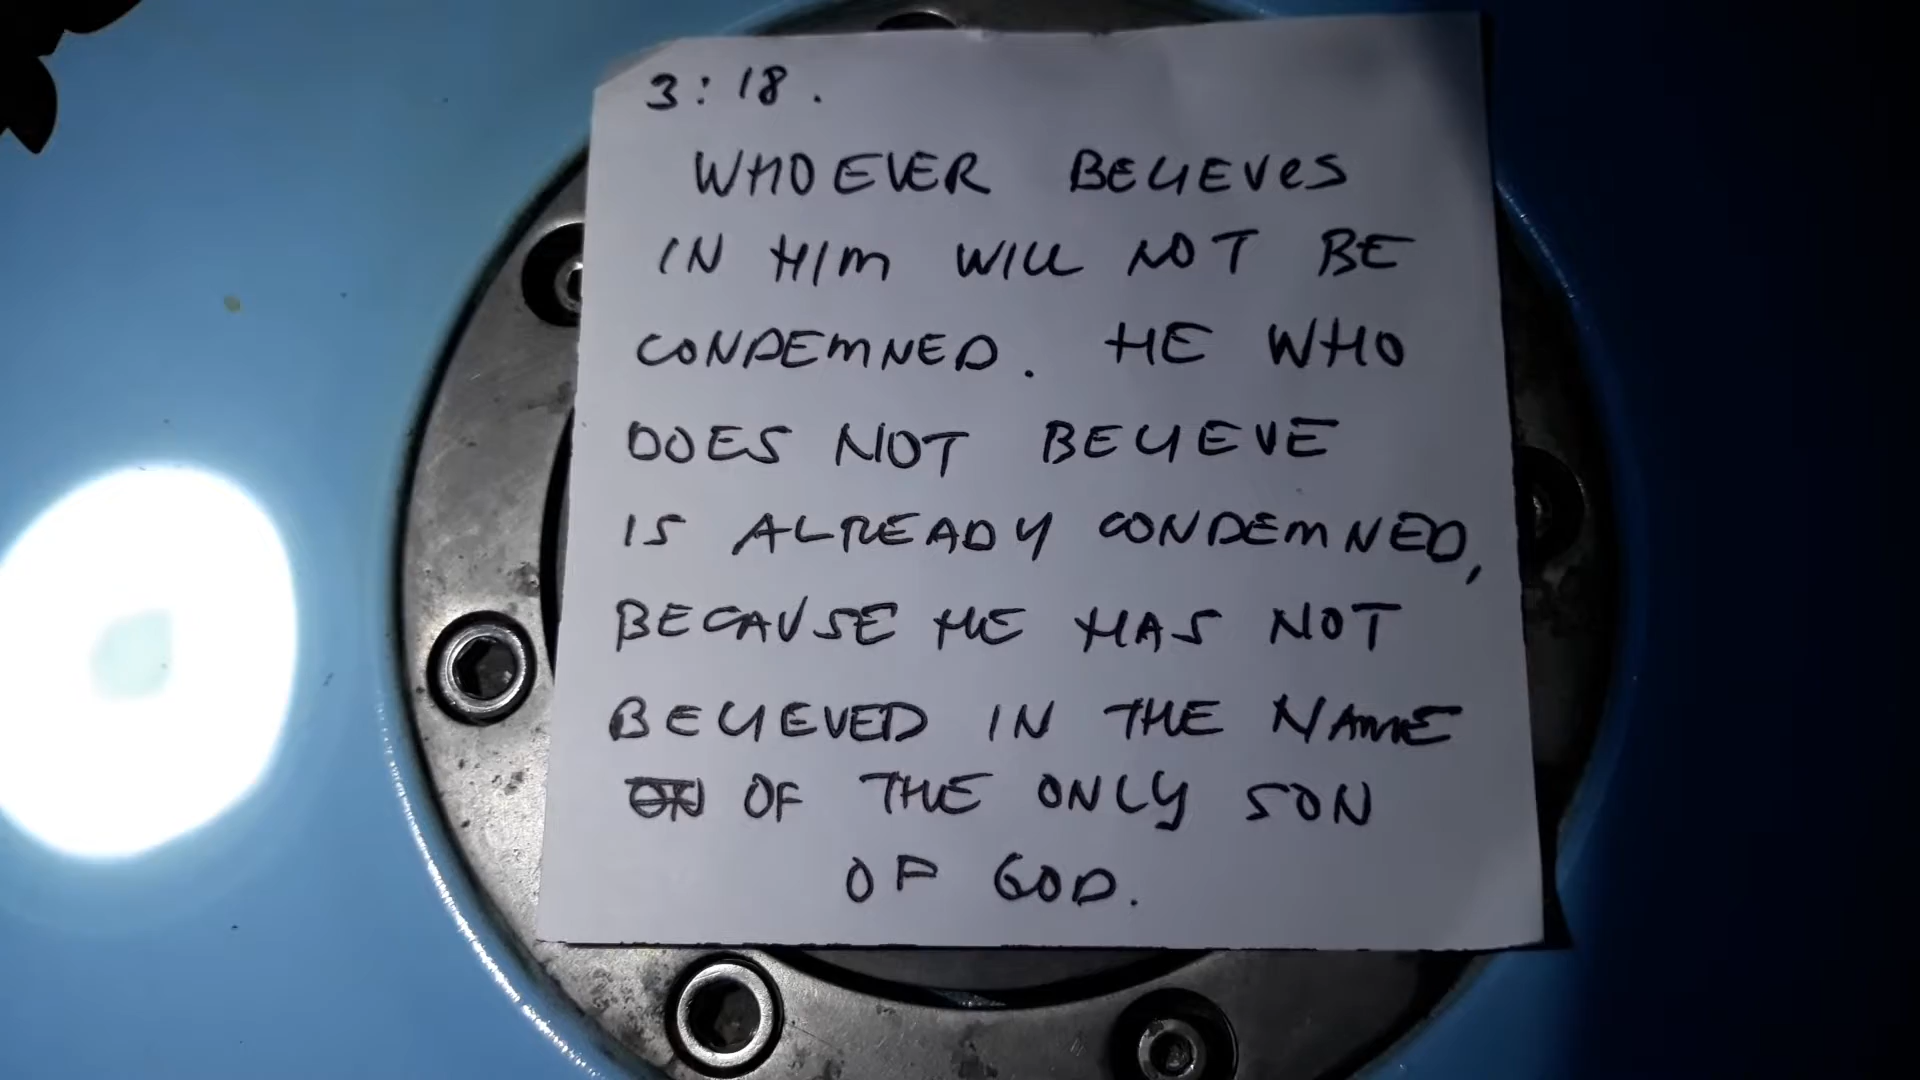 3:18.
WHOEVER BELIEVES
IN HIM WILL NOT BE
CONDEMNED. HE WHO
DOES NOT BELIEVE
IS ALREADY CONDEMNED,
BECAUSE HE HAS NOT
BELIEVED IN THE NAME
OF THE ONLY SON
OF GOD.